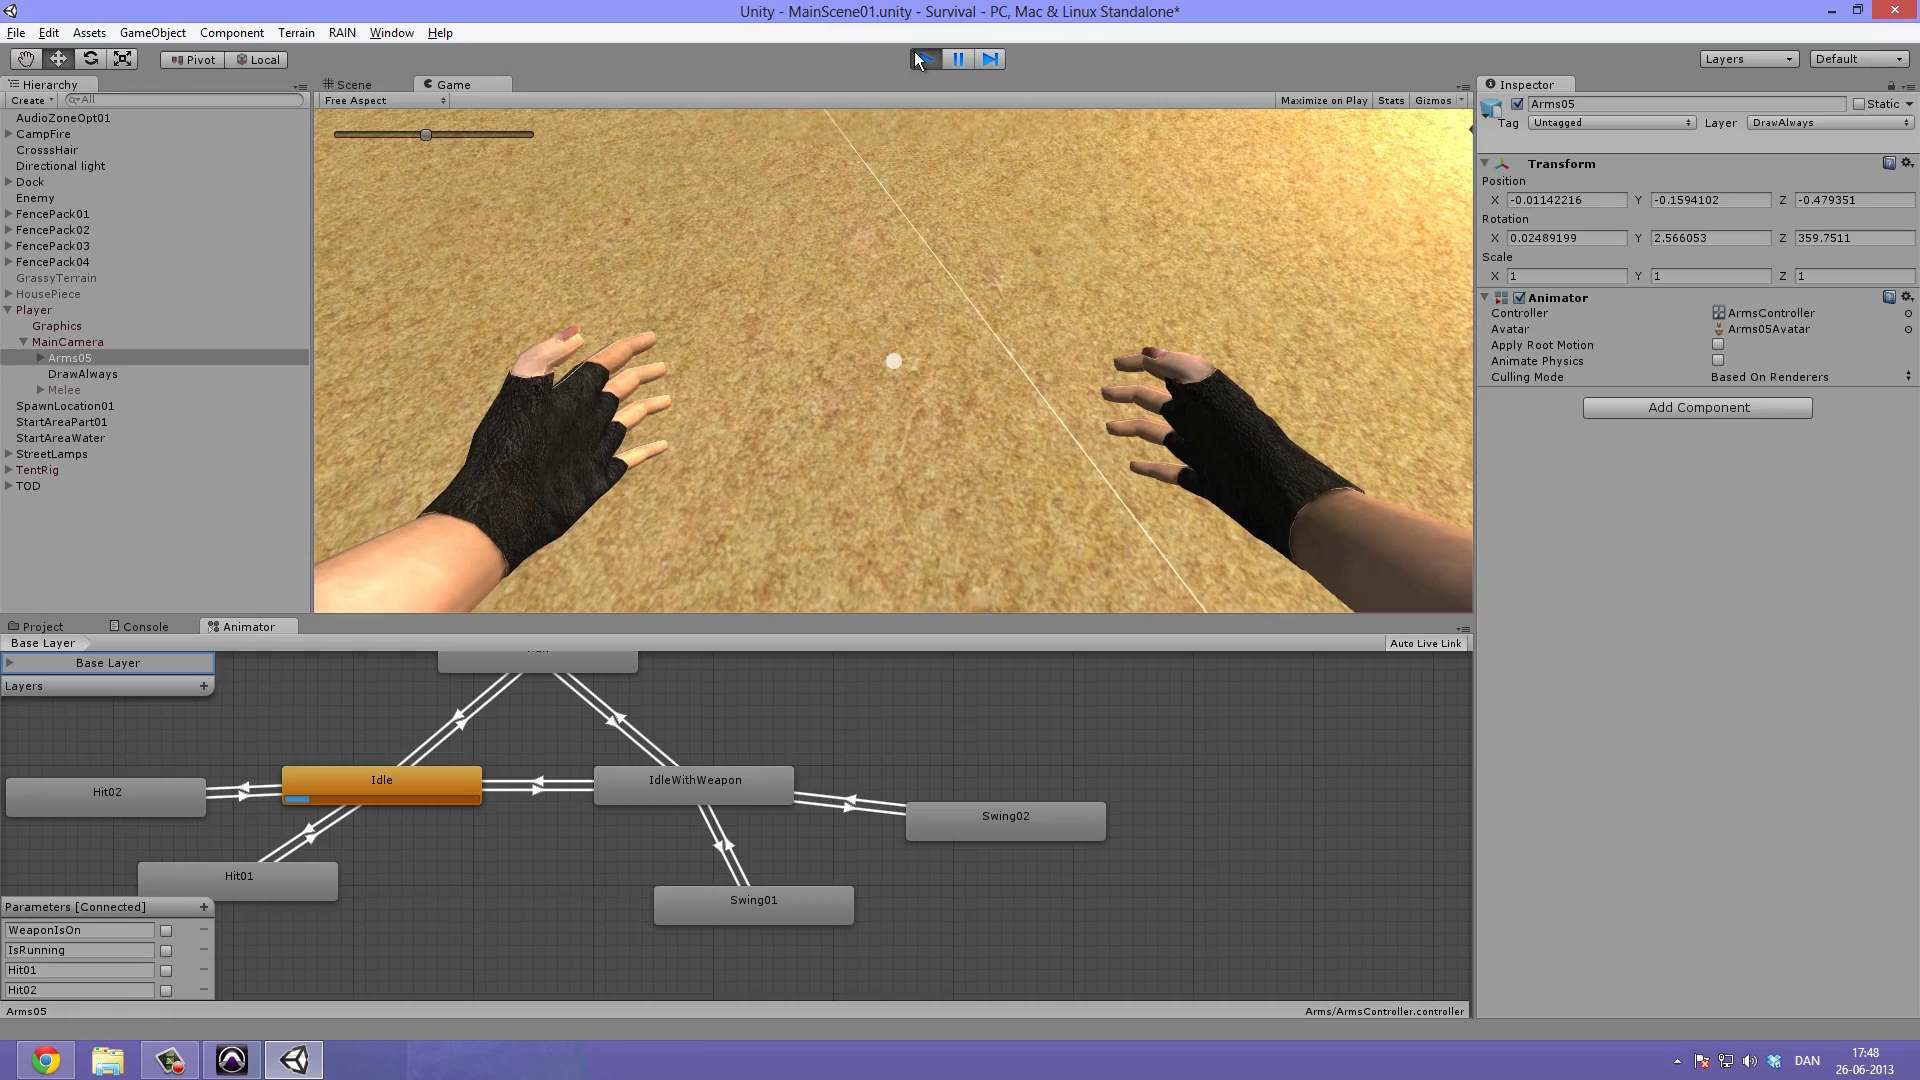 Unity - MainScene01.unity - Survival - PC, Mac & Linux Standalone*
File Edit Assets GameObject Component Terrain RAIN Window Help
Pivot Local
Layers Default
Hierarchy
Create All
AudioZoneOpt01
CampFire
CrosssHair
Directional light
Dock
Enemy
FencePack01
FencePack02
FencePack03
FencePack04
GrassyTerrain
HousePiece
Player
Graphics
MainCamera
Arms05
DrawAlways
Melee
SpawnLocation01
StartAreaPart01
StartAreaWater
StreetLamps
TentRig
TOD
Scene Game
Free Aspect Maximize on Play Stats Gizmos
Inspector
Arms05 Static
Tag Untagged Layer DrawAlways
Transform
Position
X -0.01142216 Y -0.1594102 Z -0.479351
Rotation
X 0.02489199 Y 2.566053 Z 359.7511
Scale
X 1 Y 1 Z 1
Animator
Controller ArmsController
Avatar Arms05Avatar
Apply Root Motion
Animate Physics
Culling Mode Based On Renderers
Add Component
Project Console Animator
Base Layer Auto Live Link
Base Layer
Layers
Idle
IdleWithWeapon
Hit02
Swing02
Hit01
Swing01
Parameters [Connected]
WeaponIsOn
IsRunning
Hit01
Hit02
Arms05 Arms/ArmsController.controller
DAN
17:48
26-06-2013